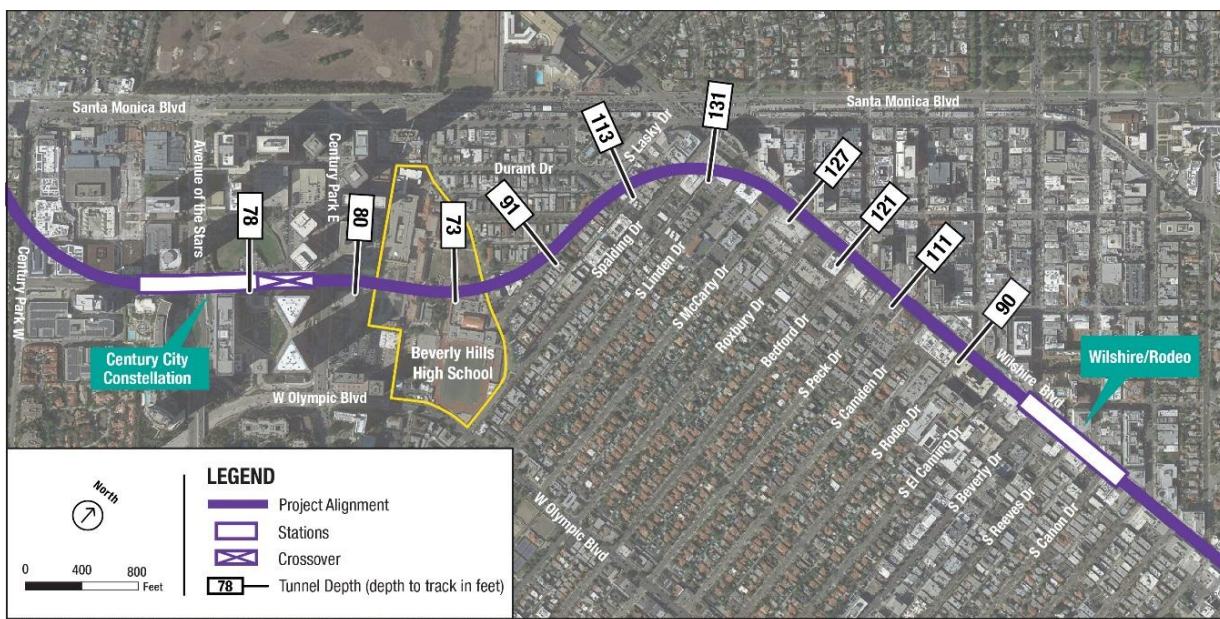 Santa Monica Blvd
Santa Monica Blvd
Avenue of the Stars
Century Park E
Century Park W
Durant Dr
S Lasky Dr
Spalding Dr
S Linden Dr
S McCarty Dr
Roxbury Dr
Bedford Dr
S Peck Dr
S Camden Dr
S Rodeo Dr
S El Camino Dr
S Beverly Dr
S Reeves Dr
S Canon Dr
Wilshire Blvd
W Olympic Blvd
W Olympic Blvd
78
80
73
91
113
131
127
121
111
90
Century City
Constellation
Beverly Hills
High School
Wilshire/Rodeo
North
0 400 800
Feet
LEGEND
Project Alignment
Stations
Crossover
78 Tunnel Depth (depth to track in feet)